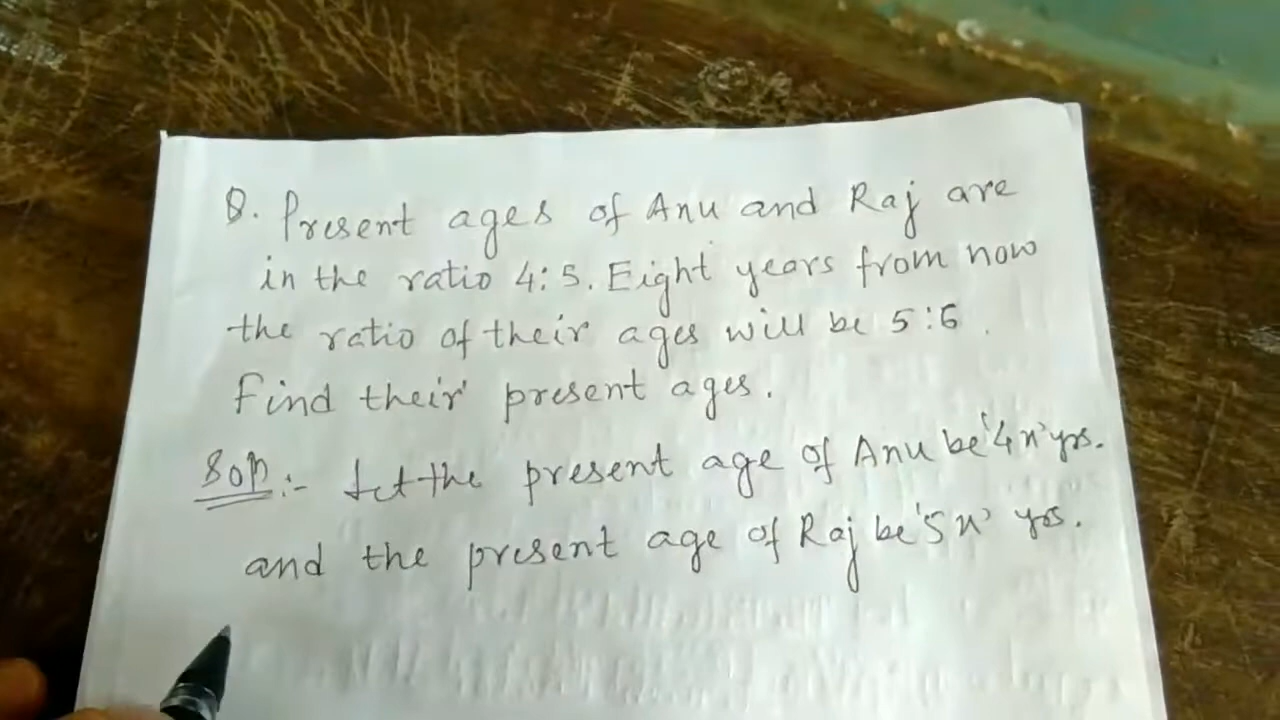 Q. Present ages of Anu and Raj are
in the ratio 4:5. Eight years from now
the ratio of their ages will be 5:6.
Find their present ages.
Soln:- Let the present age of Anu be '4x' yrs.
and the present age of Raj be '5x' yrs.